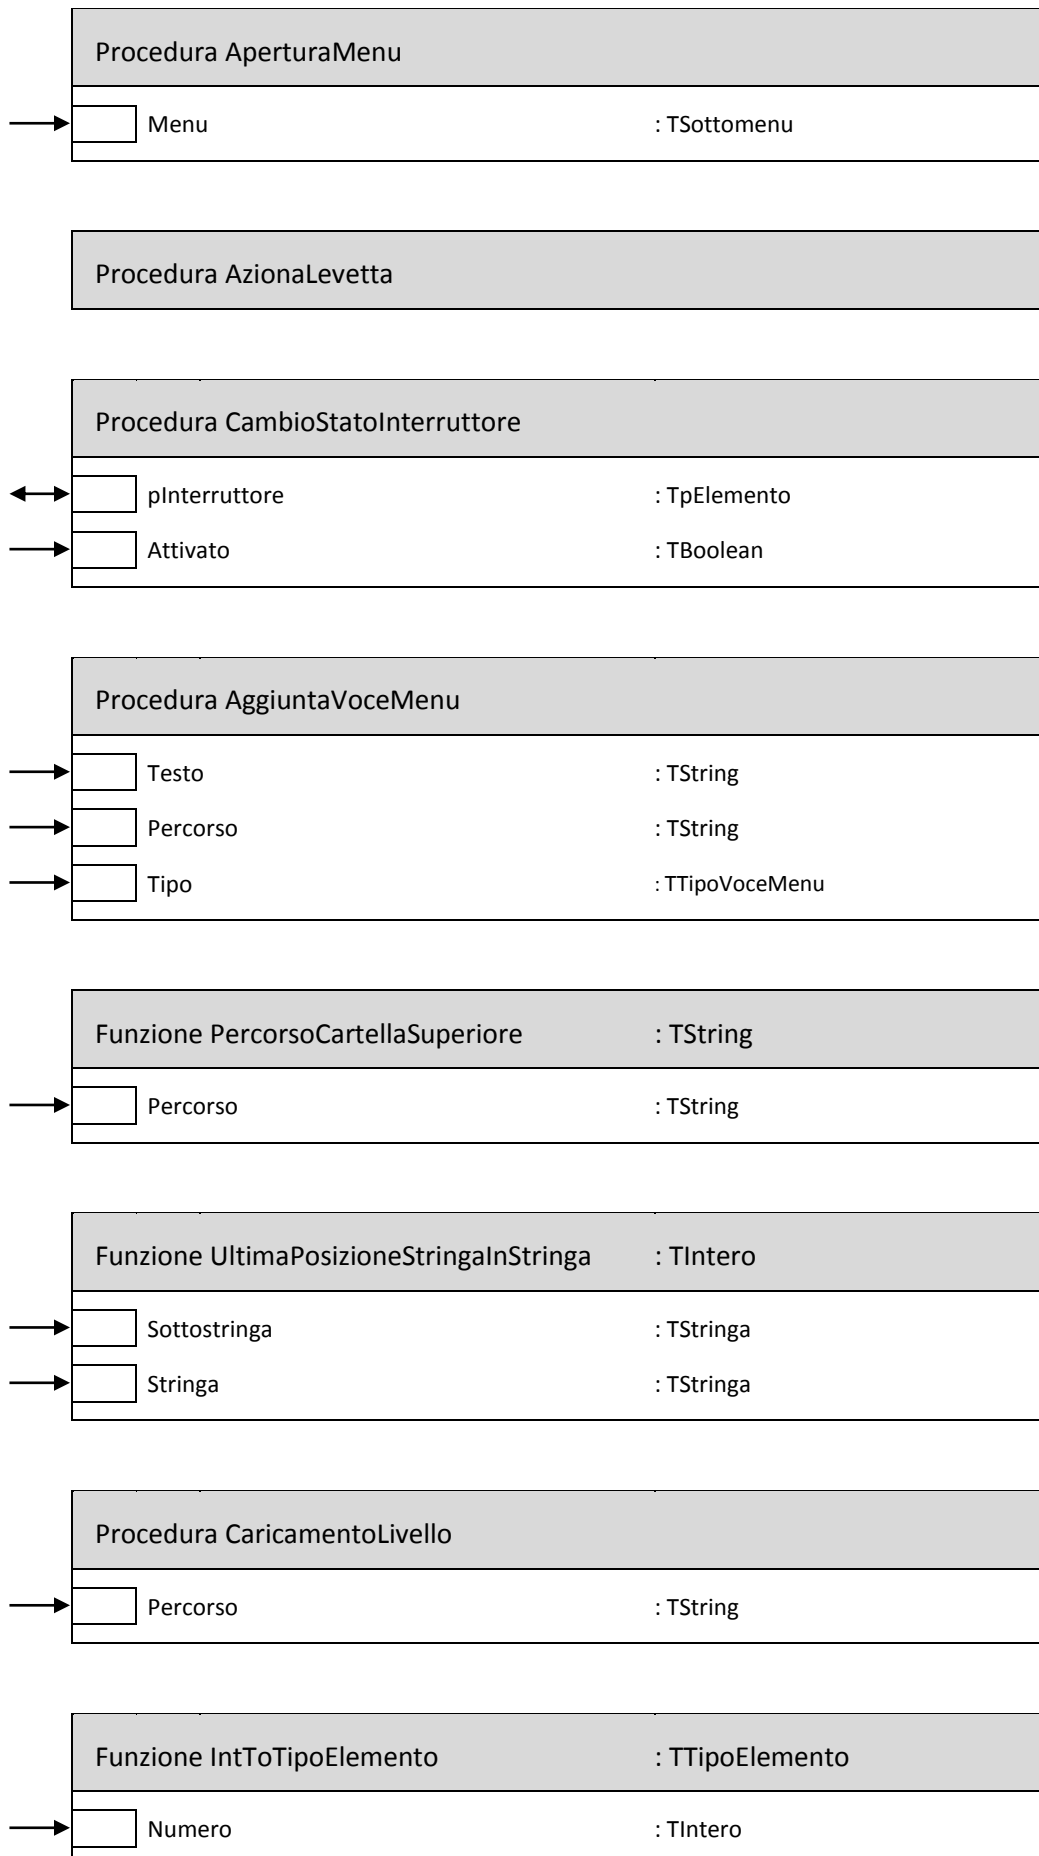 Procedura AperturaMenu
Menu : TSottomenu
Procedura AzionaLevetta
Procedura CambioStatoInterruttore
pInterruttore : TpElemento
Attivato : TBoolean
Procedura AggiuntaVoceMenu
Testo : TString
Percorso : TString
Tipo : TTipoVoceMenu
Funzione PercorsoCartellaSuperiore : TString
Percorso : TString
Funzione UltimaPosizioneStringaInStringa : TIntero
Sottostringa : TStringa
Stringa : TStringa
Procedura CaricamentoLivello
Percorso : TString
Funzione IntToTipoElemento : TTipoElemento
Numero : TIntero